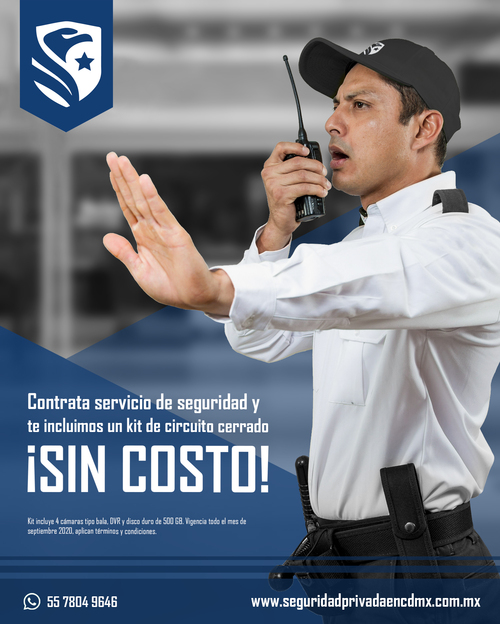 Contrata servicio de seguridad y
te incluimos un kit de circuito cerrado
¡SIN COSTO!
Kit incluye 4 cámaras tipo bala, DVR y disco duro de 500 GB. Vigencia todo el mes de
septiembre 2020, aplican términos y condiciones.
55 7804 9646
www.seguridadprivadaencdmx.com.mx